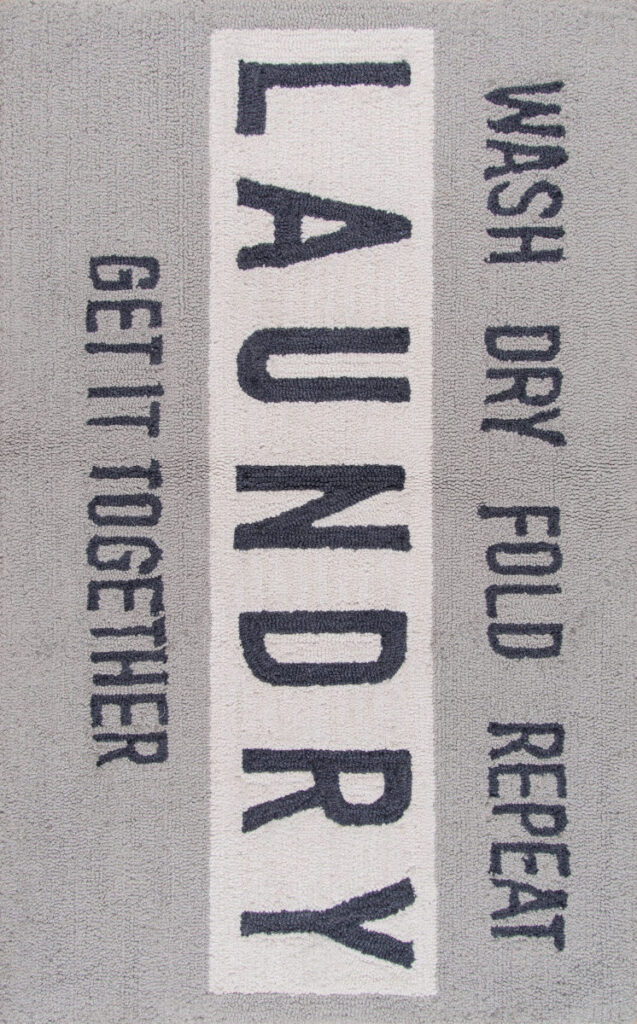 WASH DRY FOLD REPEAT
LAUNDRY
GET IT TOGETHER